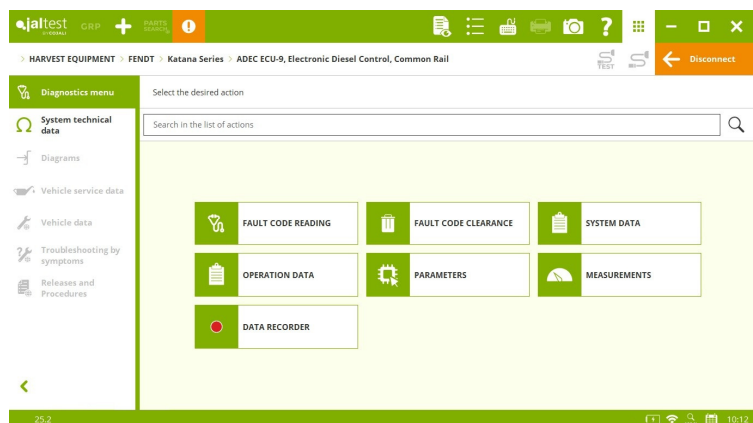 jaltest GRP PARTS SEARCH ?
BY COJALI
> HARVEST EQUIPMENT > FENDT > Katana Series > ADEC ECU-9, Electronic Diesel Control, Common Rail
TEST
Disconnect
Diagnostics menu
Select the desired action
System technical data
Search in the list of actions
Diagrams
Vehicle service data
Vehicle data
Troubleshooting by symptoms
Releases and Procedures
FAULT CODE READING
FAULT CODE CLEARANCE
SYSTEM DATA
OPERATION DATA
PARAMETERS
MEASUREMENTS
DATA RECORDER
25.2
10:12